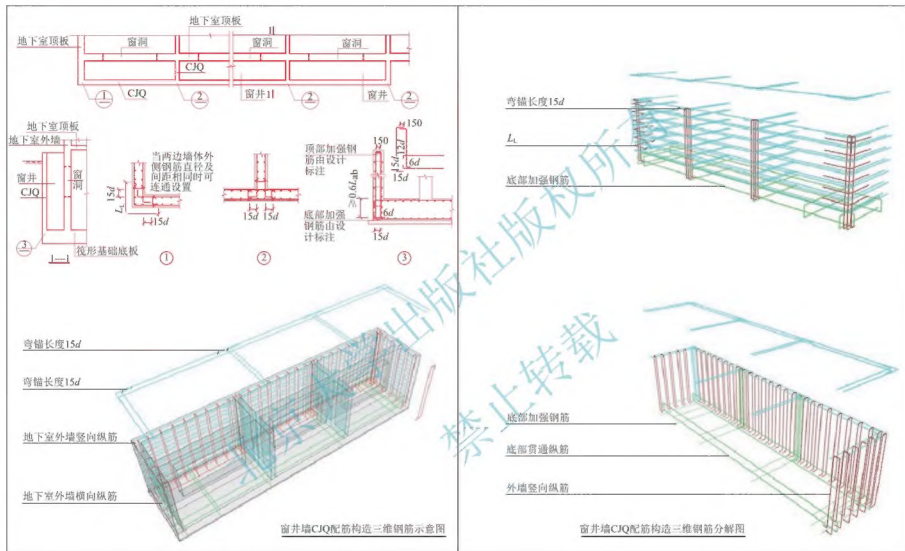 地下室顶板
地下室顶板
窗洞
窗洞
窗洞
CJQ
1
CJQ
2
窗井
1
2
窗井
2
地下室顶板
地下室外墙
窗井
CJQ
窗洞
3
筏形基础底板
1—1
当两边墙体外
侧钢筋直径及
间距相同时可
连通设置
15d
LL
15d
1
15d 15d
2
150
150
顶部加强钢
筋由设计
标注
12d
15d
6d
15d
≥0.6Lab
底部加强
钢筋由设
计标注
6d
15d
3
弯锚长度15d
弯锚长度15d
地下室外墙竖向纵筋
地下室外墙横向纵筋
窗井墙CJQ配筋构造三维钢筋示意图
弯锚长度15d
LL
底部加强钢筋
底部加强钢筋
底部贯通纵筋
外墙竖向纵筋
窗井墙CJQ配筋构造三维钢筋分解图
出版社版权所有
禁止转载